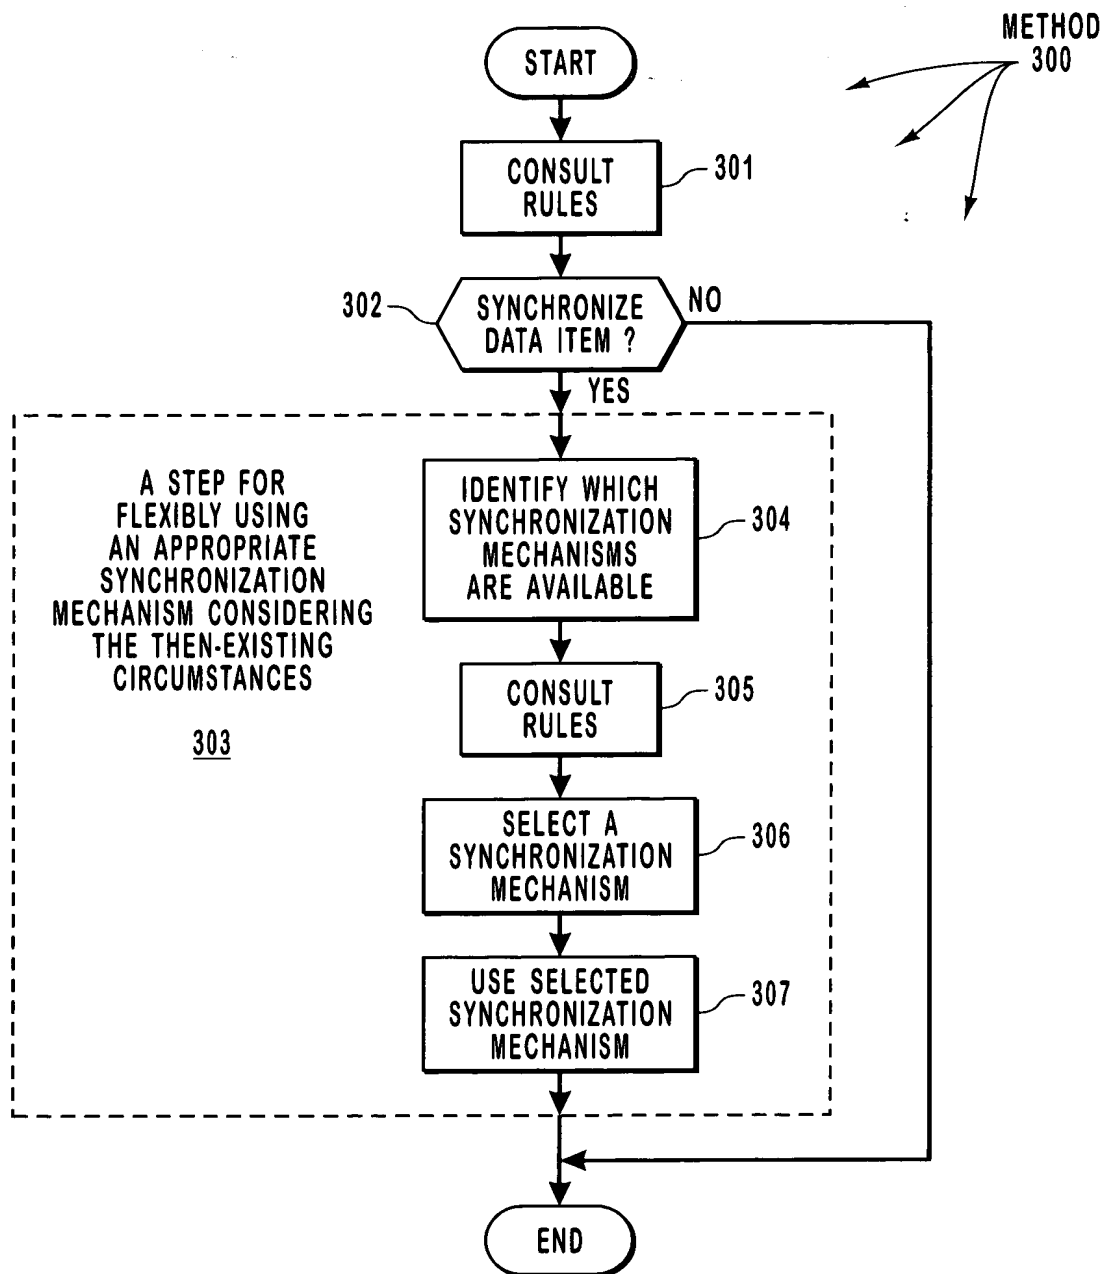 METHOD
300
START
CONSULT
RULES
301
302
SYNCHRONIZE
DATA ITEM ?
NO
YES
A STEP FOR
FLEXIBLY USING
AN APPROPRIATE
SYNCHRONIZATION
MECHANISM CONSIDERING
THE THEN-EXISTING
CIRCUMSTANCES
303
IDENTIFY WHICH
SYNCHRONIZATION
MECHANISMS
ARE AVAILABLE
304
CONSULT
RULES
305
SELECT A
SYNCHRONIZATION
MECHANISM
306
USE SELECTED
SYNCHRONIZATION
MECHANISM
307
END